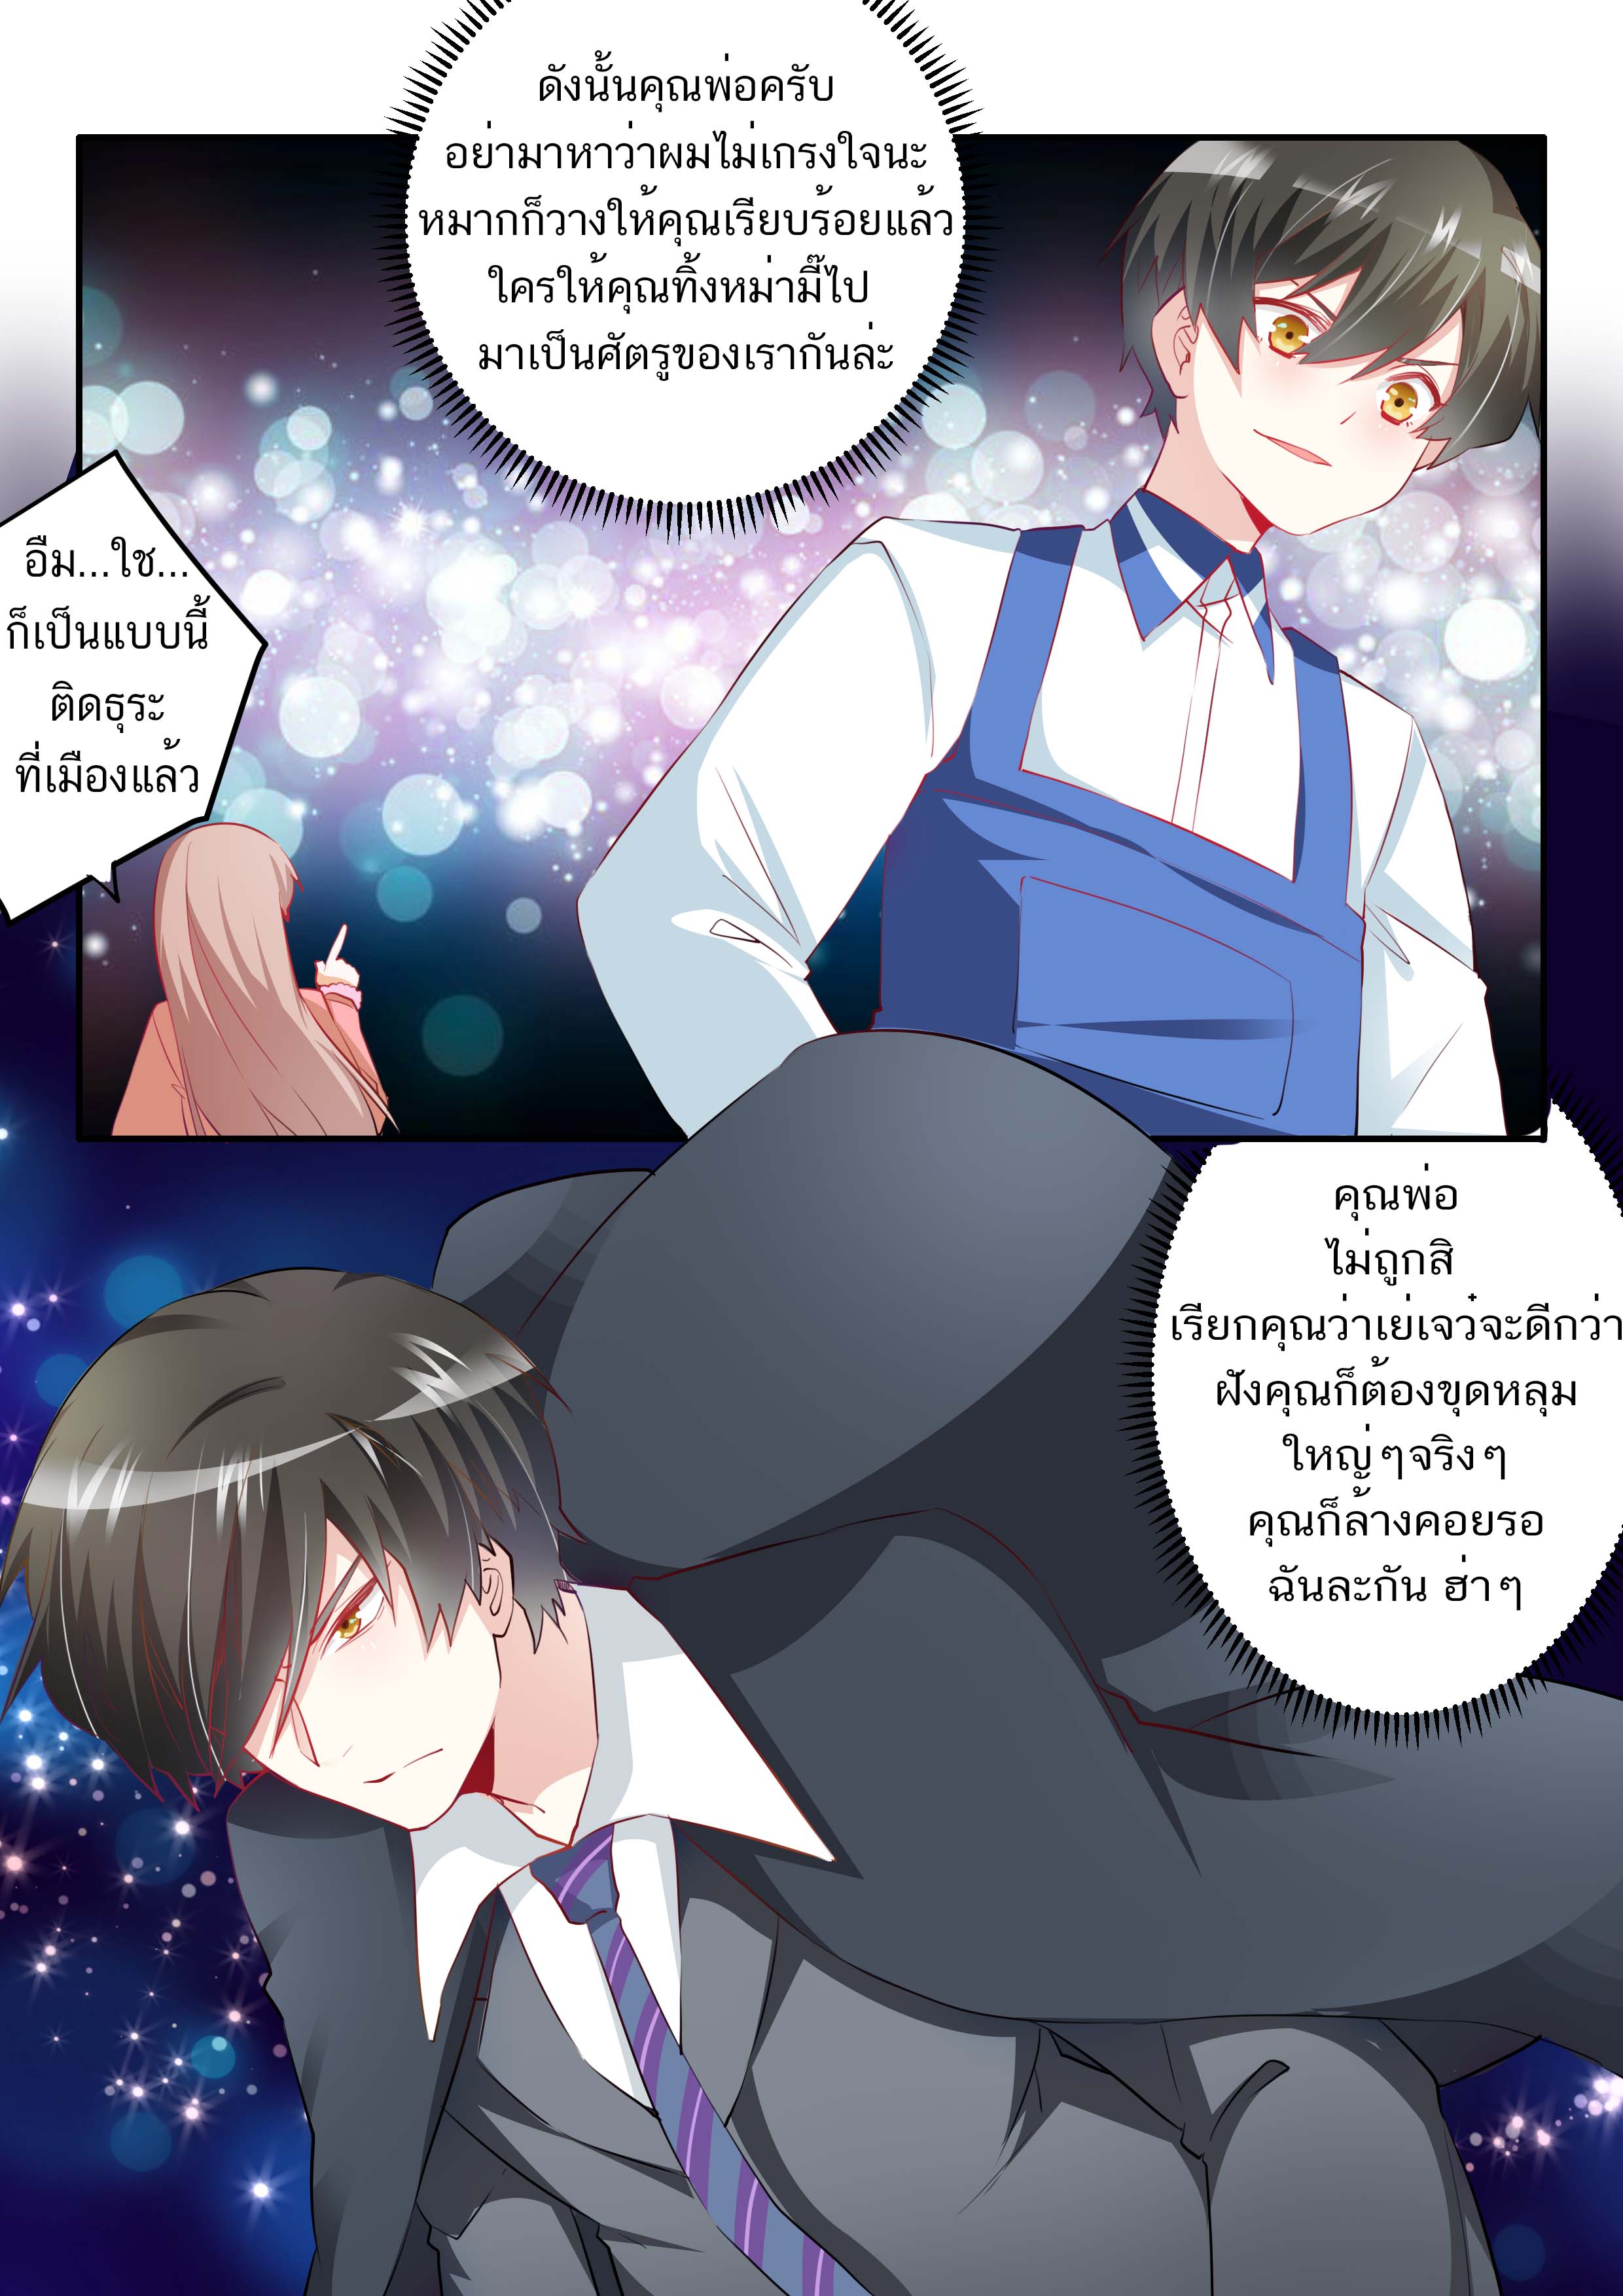 ดังนั้นคุณพ่อครับ
อย่ามาหาว่าผมไม่เกรงใจนะ
หมากก็วางให้คุณเรียบร้อยแล้ว
ใครให้คุณทิ้งหม่ามี๊ไป
มาเป็นศัตรูของเรากันล่ะ
อืม...ใช...
ก็เป็นแบบนี้
ติดธุระ
ที่เมืองแล้ว
คุณพ่อ
ไม่ถูกสิ
เรียกคุณว่าเย่เจว๋จะดีกว่า
ฝังคุณก็ต้องขุดหลุม
ใหญ่ๆจริงๆ
คุณก็ล้างคอยรอ
ฉันละกัน ฮ่าๆ